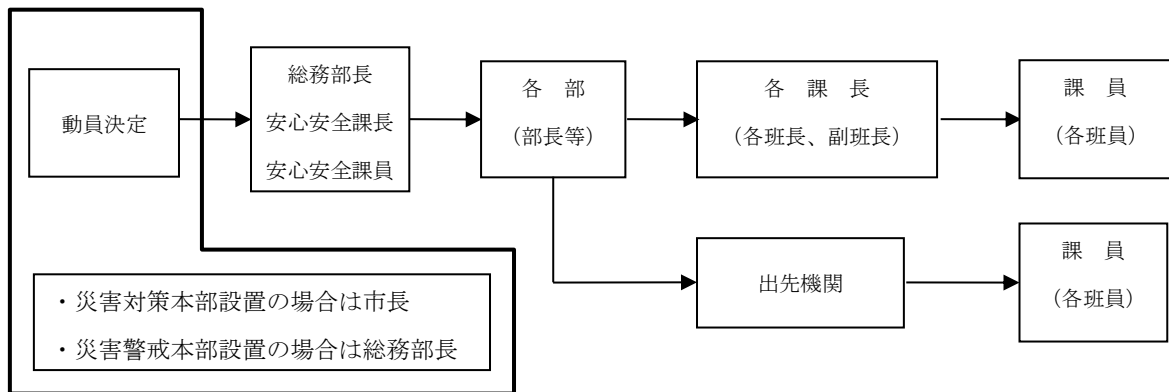 動員決定
総務部長
安心安全課長
安心安全課員
各 部
(部長等)
各 課 長
(各班長、副班長)
課 員
(各班員)
出先機関
課 員
(各班員)
・災害対策本部設置の場合は市長
・災害警戒本部設置の場合は総務部長